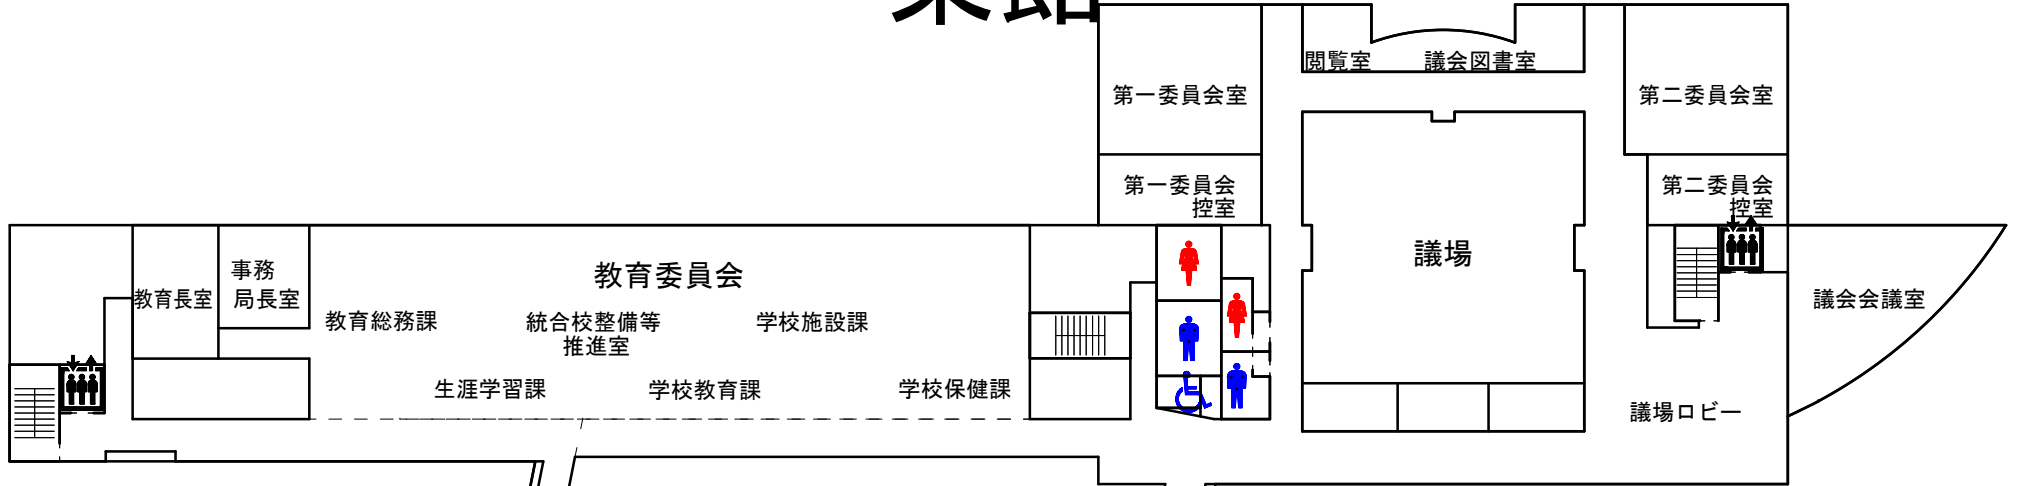 閲覧室
議会図書室
第一委員会室
第二委員会室
第一委員会
控室
第二委員会
控室
教育委員会
議場
事務
局長室
教育長室
議会会議室
教育総務課
統合校整備等
推進室
学校施設課
生涯学習課
学校教育課
学校保健課
議場ロビー